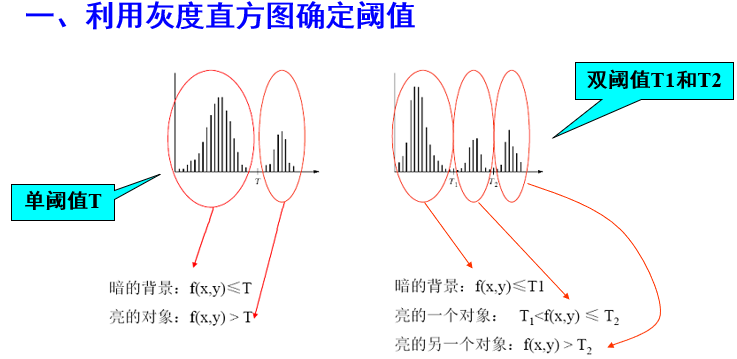 一、利用灰度直方图确定阈值
双阈值T1和T2
单阈值T
T
T₁
T₂
暗的背景：f(x,y)≤T
亮的对象：f(x,y) > T
暗的背景：f(x,y)≤T1
亮的一个对象： T₁<f(x,y) ≤ T₂
亮的另一个对象：f(x,y) > T₂